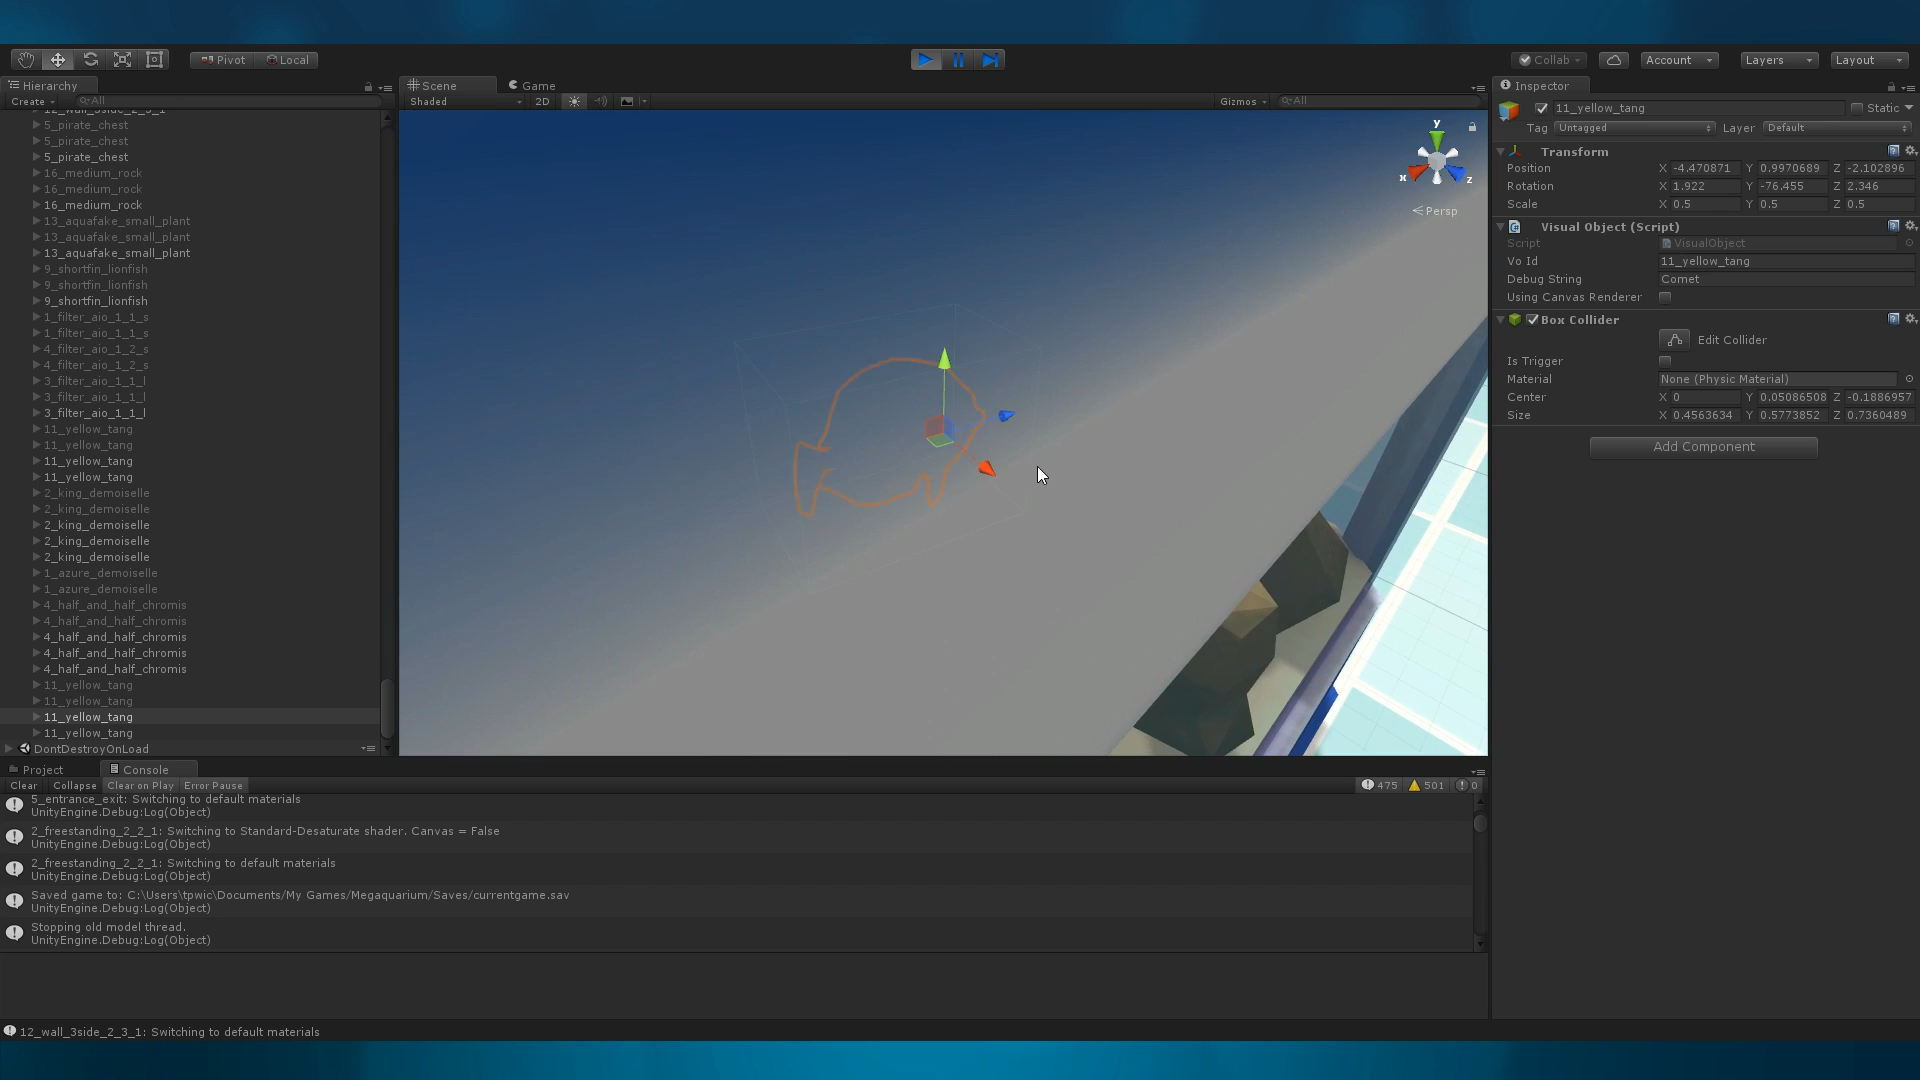 Pivot Local
Collab Account Layers Layout
Hierarchy
Create All
12_wall_3side_2_3_1
5_pirate_chest
5_pirate_chest
5_pirate_chest
16_medium_rock
16_medium_rock
16_medium_rock
13_aquafake_small_plant
13_aquafake_small_plant
13_aquafake_small_plant
9_shortfin_lionfish
9_shortfin_lionfish
9_shortfin_lionfish
1_filter_aio_1_1_s
1_filter_aio_1_1_s
4_filter_aio_1_2_s
4_filter_aio_1_2_s
3_filter_aio_1_1_l
3_filter_aio_1_1_l
3_filter_aio_1_1_l
11_yellow_tang
11_yellow_tang
11_yellow_tang
11_yellow_tang
2_king_demoiselle
2_king_demoiselle
2_king_demoiselle
2_king_demoiselle
2_king_demoiselle
1_azure_demoiselle
1_azure_demoiselle
4_half_and_half_chromis
4_half_and_half_chromis
4_half_and_half_chromis
4_half_and_half_chromis
4_half_and_half_chromis
11_yellow_tang
11_yellow_tang
11_yellow_tang
11_yellow_tang
DontDestroyOnLoad
Scene Game
Shaded 2D Gizmos All
y
x z
Persp
Inspector
11_yellow_tang Static
Tag Untagged Layer Default
Transform
Position X -4.470871 Y 0.9970689 Z -2.102896
Rotation X 1.922 Y -76.455 Z 2.346
Scale X 0.5 Y 0.5 Z 0.5
Visual Object (Script)
Script VisualObject
Vo Id 11_yellow_tang
Debug String Comet
Using Canvas Renderer
Box Collider
Edit Collider
Is Trigger
Material None (Physic Material)
Center X 0 Y 0.05086508 Z -0.1886957
Size X 0.4563634 Y 0.5773852 Z 0.7360489
Add Component
Project Console
Clear Collapse Clear on Play Error Pause 475 501 0
5_entrance_exit: Switching to default materials
UnityEngine.Debug:Log(Object)
2_freestanding_2_2_1: Switching to Standard-Desaturate shader. Canvas = False
UnityEngine.Debug:Log(Object)
2_freestanding_2_2_1: Switching to default materials
UnityEngine.Debug:Log(Object)
Saved game to: C:\Users\tpwic\Documents/My Games/Megaquarium/Saves/currentgame.sav
UnityEngine.Debug:Log(Object)
Stopping old model thread.
UnityEngine.Debug:Log(Object)
12_wall_3side_2_3_1: Switching to default materials